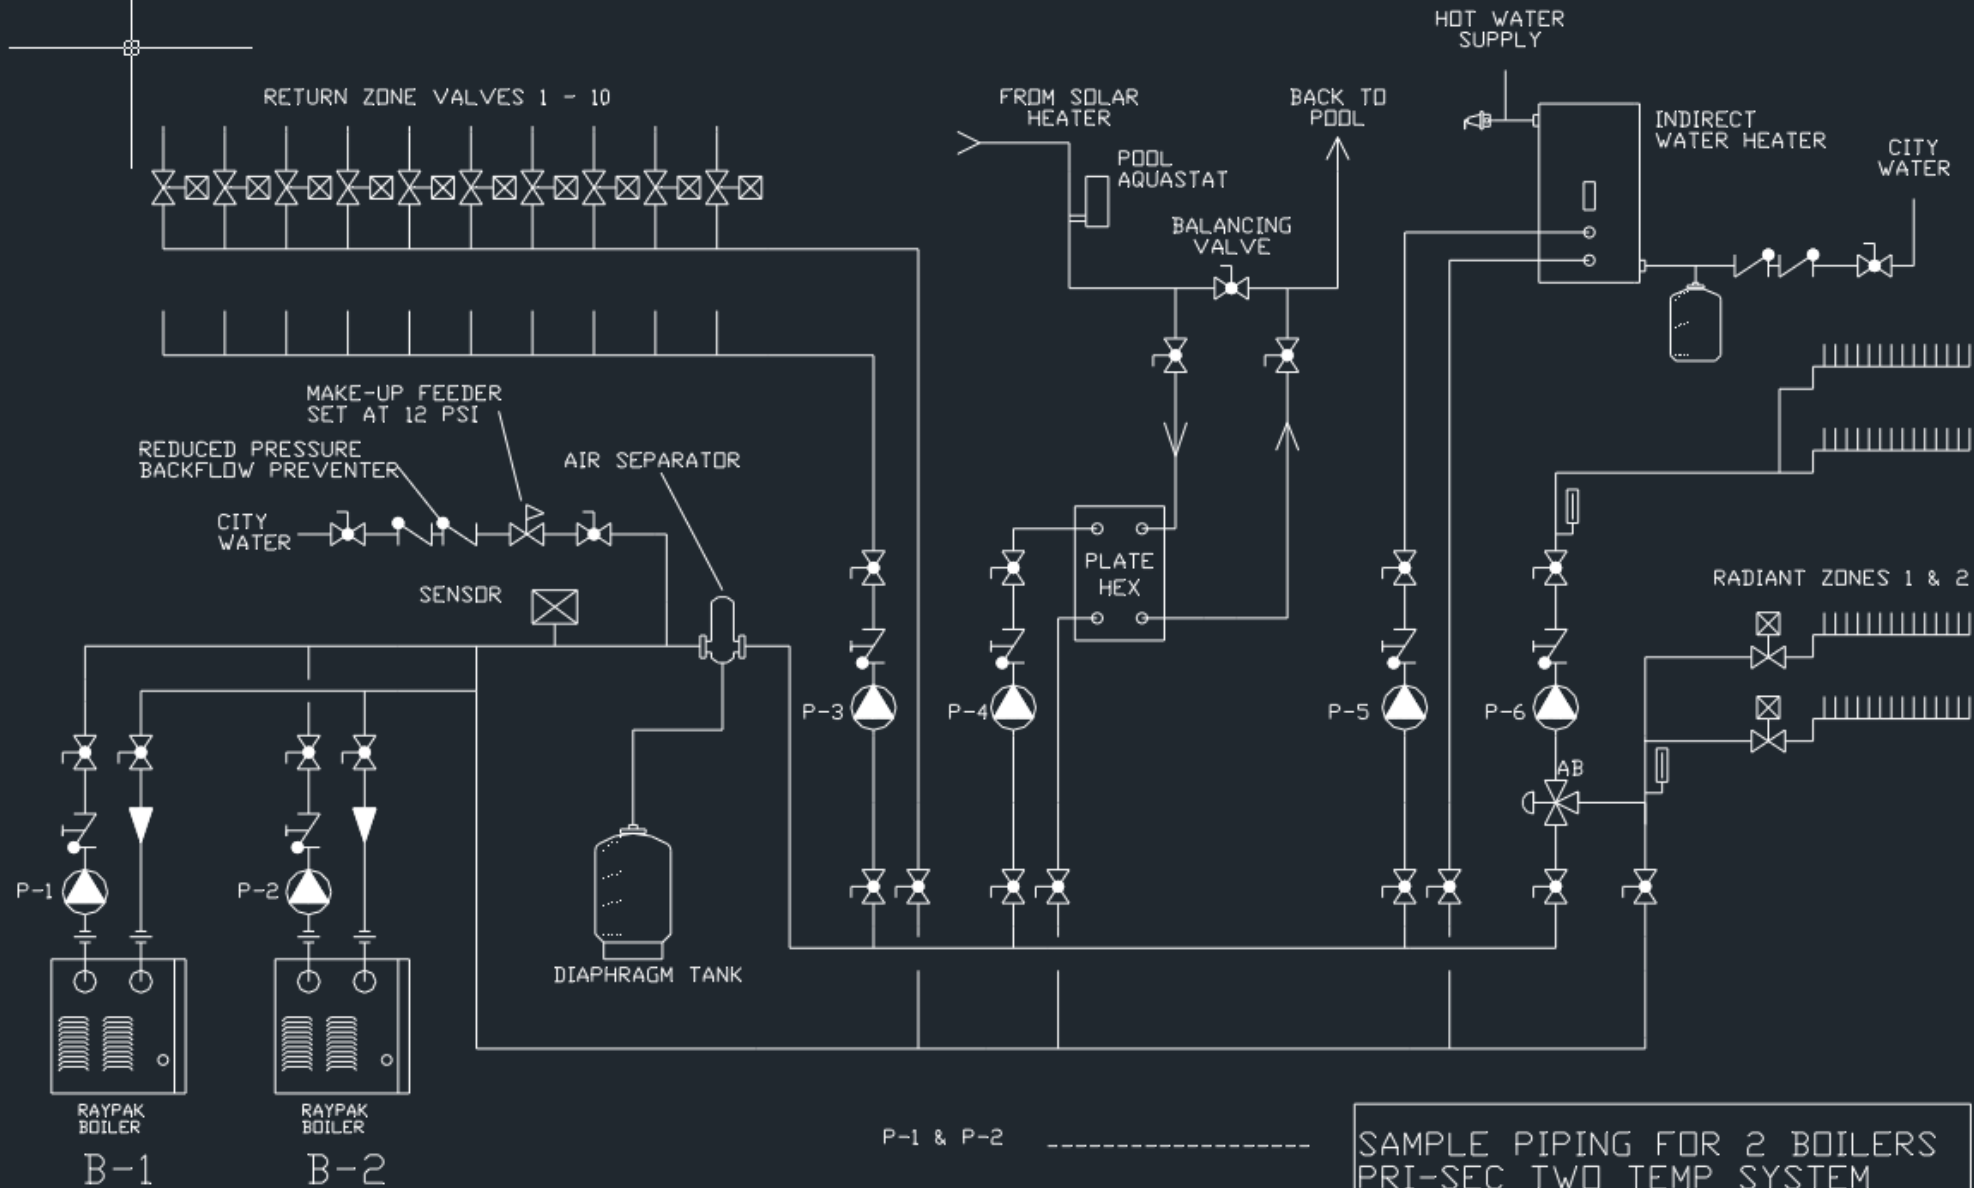 HOT WATER
SUPPLY
RETURN ZONE VALVES 1 - 10
FROM SOLAR
HEATER
BACK TO
POOL
INDIRECT
WATER HEATER
CITY
WATER
POOL
AQUASTAT
BALANCING
VALVE
MAKE-UP FEEDER
SET AT 12 PSI
REDUCED PRESSURE
BACKFLOW PREVENTER
AIR SEPARATOR
CITY
WATER
PLATE
HEX
SENSOR
RADIANT ZONES 1 & 2
P-3
P-4
P-5
P-6
AB
P-1
P-2
DIAPHRAGM TANK
RAYPAK
BOILER
B-1
RAYPAK
BOILER
B-2
P-1 & P-2
SAMPLE PIPING FOR 2 BOILERS
PRI-SEC TWO TEMP SYSTEM